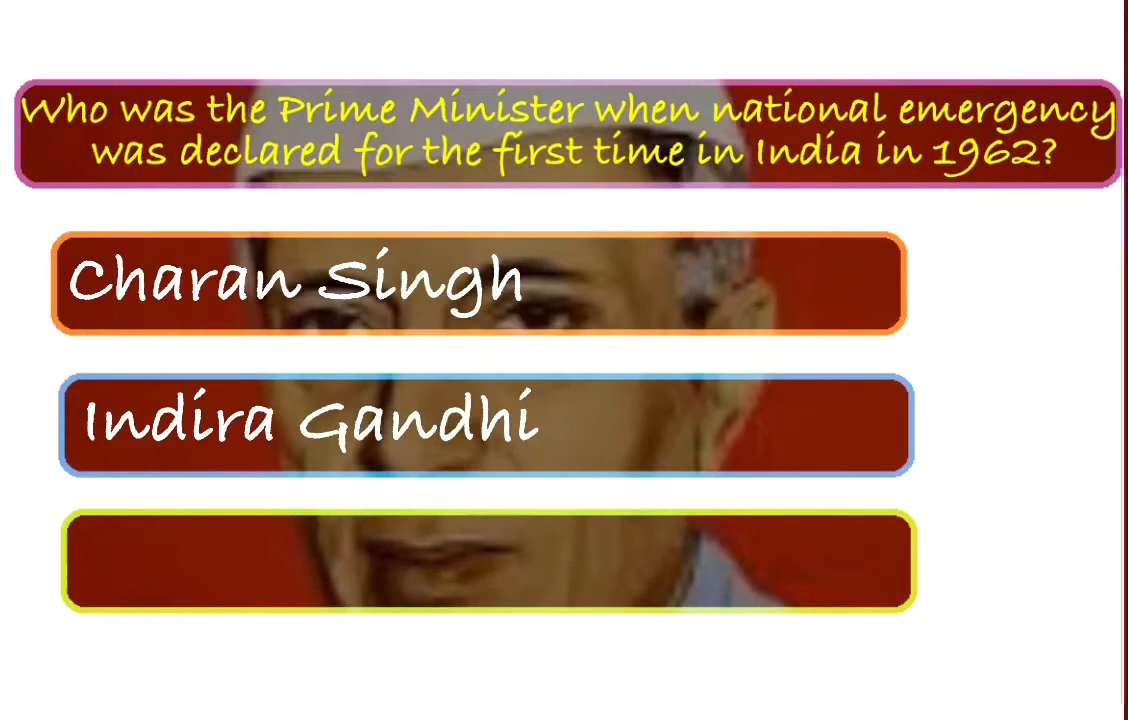 Who was the Prime Minister when national emergency
was declared for the first time in India in 1962?
Charan Singh
Indira Gandhi